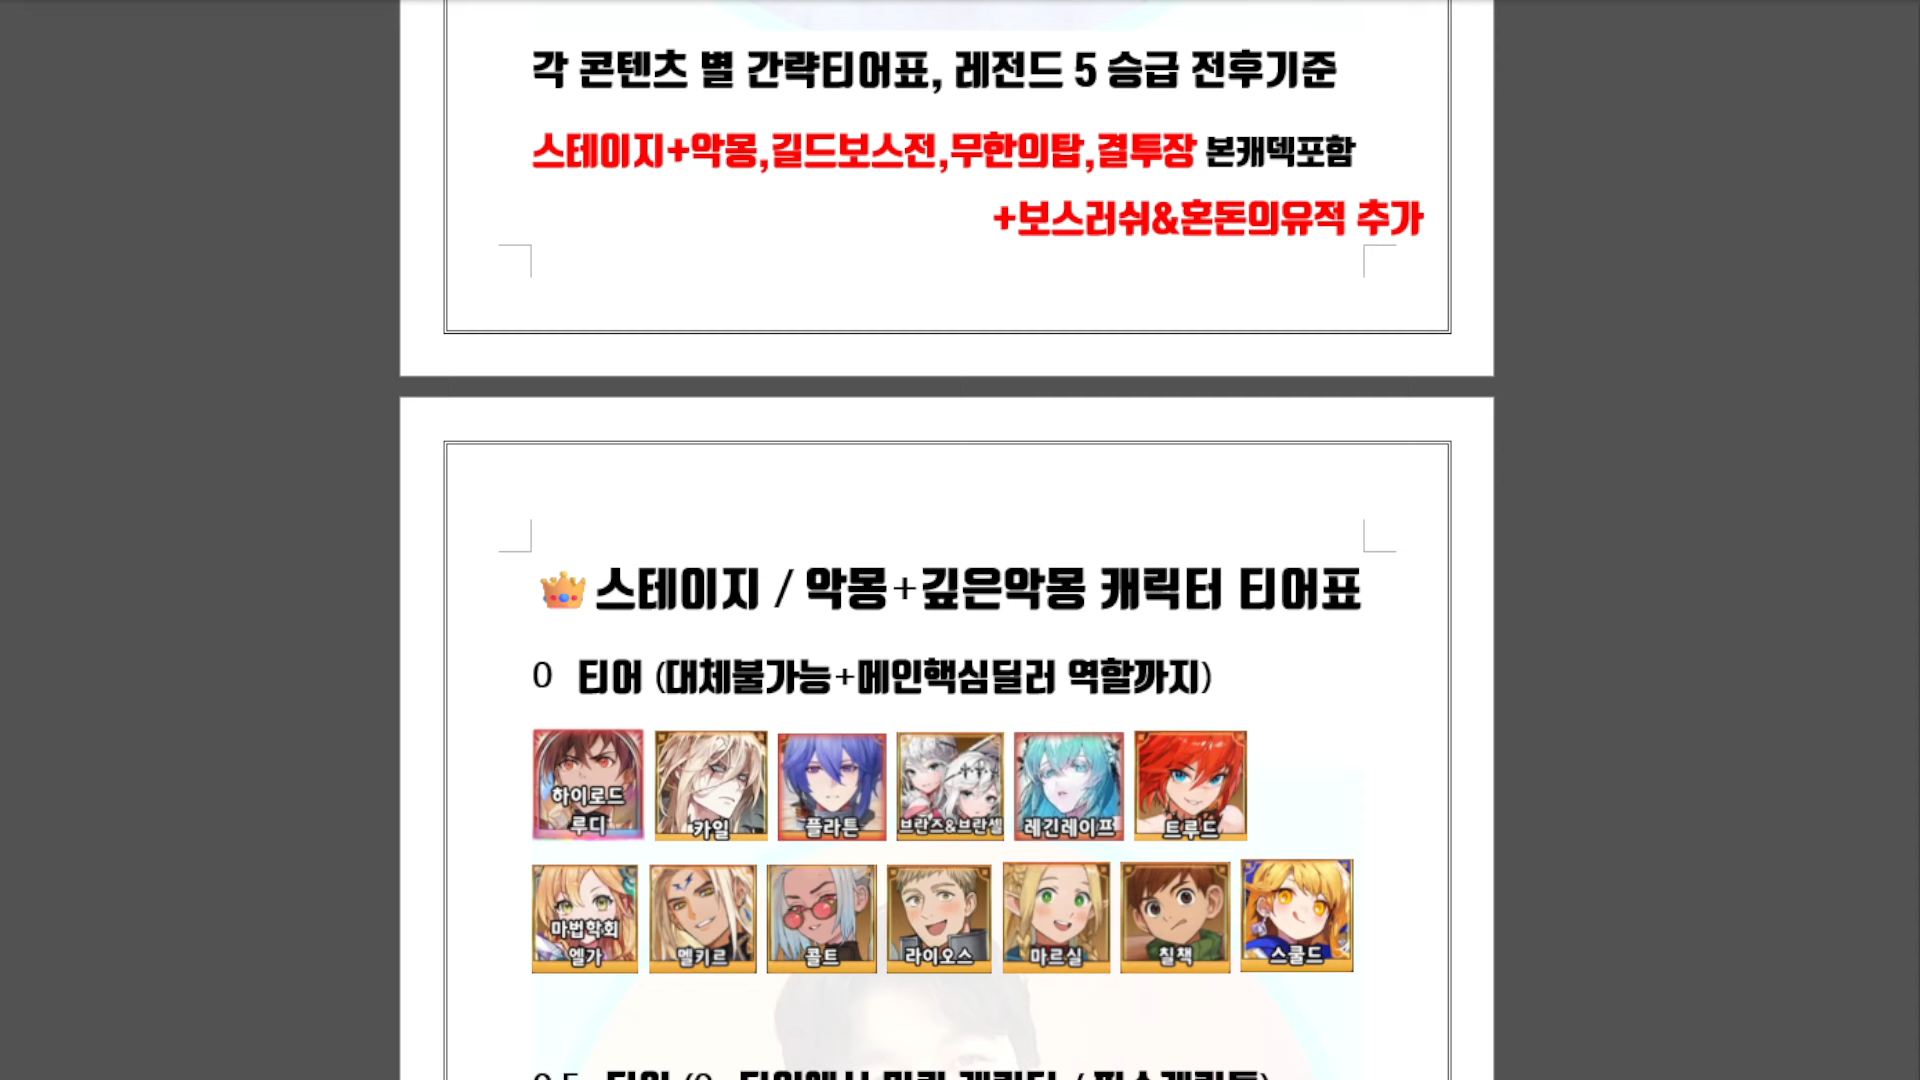 각 콘텐츠 별 간략티어표, 레전드 5 승급 전후기준
스테이지+악몽,길드보스전,무한의탑,결투장 본캐덱포함
+보스러쉬&혼돈의유적 추가
스테이지 / 악몽+깊은악몽 캐릭터 티어표
0 티어 (대체불가능+메인핵심딜러 역할까지)
하이로드 루디 카일 플라튼 브란즈&브란셀 레긴레이프 트루드
마법학회 엘가 멜키르 콜트 라이오스 마르실 칠책 스쿨드